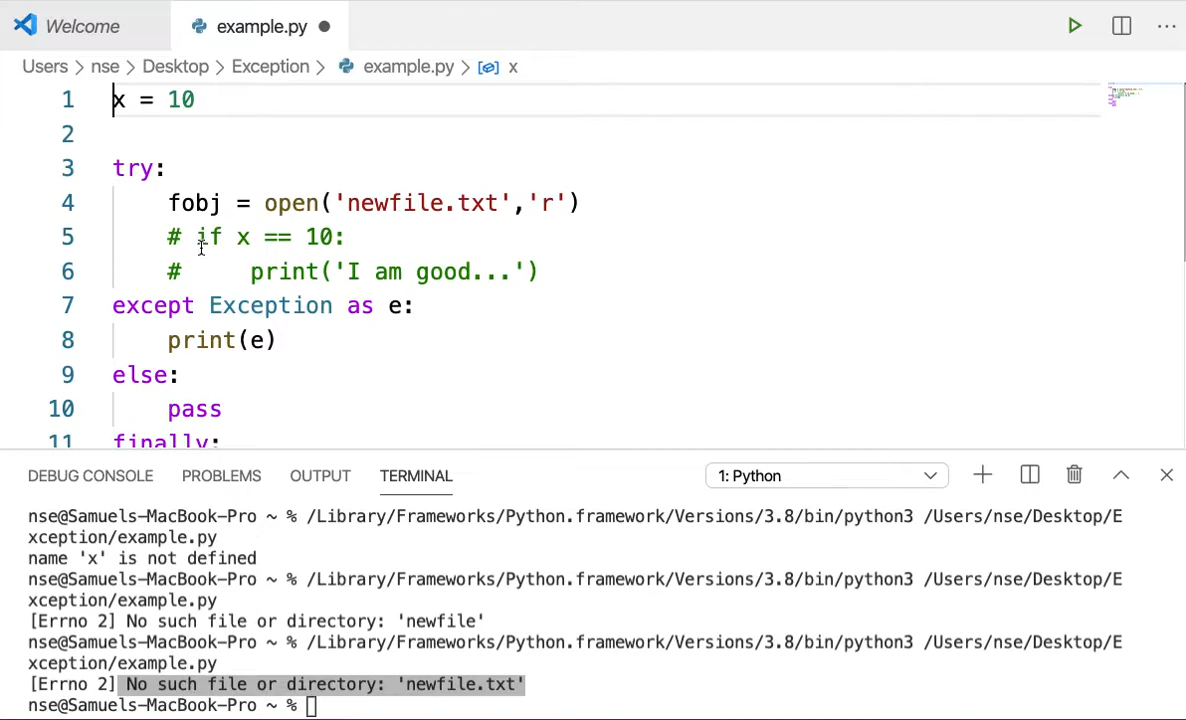 Welcome example.py
Users > nse > Desktop > Exception > example.py > x
1 x = 10
2
3 try:
4 fobj = open('newfile.txt','r')
5 # if x == 10:
6 #     print('I am good...')
7 except Exception as e:
8 print(e)
9 else:
10 pass
11 finally:
DEBUG CONSOLE PROBLEMS OUTPUT TERMINAL 1: Python
nse@Samuels-MacBook-Pro ~ % /Library/Frameworks/Python.framework/Versions/3.8/bin/python3 /Users/nse/Desktop/E
xception/example.py
name 'x' is not defined
nse@Samuels-MacBook-Pro ~ % /Library/Frameworks/Python.framework/Versions/3.8/bin/python3 /Users/nse/Desktop/E
xception/example.py
[Errno 2] No such file or directory: 'newfile'
nse@Samuels-MacBook-Pro ~ % /Library/Frameworks/Python.framework/Versions/3.8/bin/python3 /Users/nse/Desktop/E
xception/example.py
[Errno 2] No such file or directory: 'newfile.txt'
nse@Samuels-MacBook-Pro ~ %